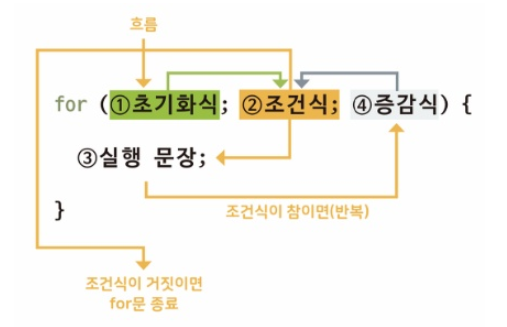 흐름
for (①초기화식; ②조건식; ④증감식) {
③실행 문장;
조건식이 참이면(반복)
}
조건식이 거짓이면
for문 종료